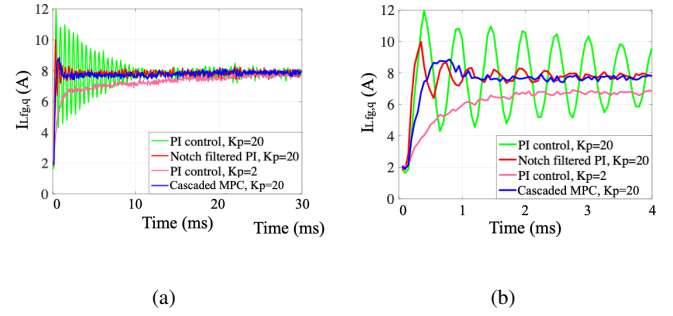 12
10
8
6
4
2
0
I_Lfg,q (A)
PI control, Kp=20
Notch filtered PI, Kp=20
PI control, Kp=2
Cascaded MPC, Kp=20
0 10 20 30
Time (ms)
Time (ms)
(a)
12
10
8
6
4
2
0
I_Lfg,q (A)
PI control, Kp=20
Notch filtered PI, Kp=20
PI control, Kp=2
Cascaded MPC, Kp=20
0 1 2 3 4
Time (ms)
(b)